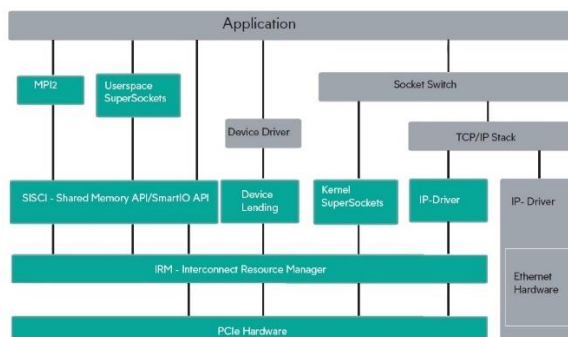 Application
MPI2
Userspace
SuperSockets
Socket Switch
Device Driver
TCP/IP Stack
SISCI - Shared Memory API/SmartIO API
Device
Lending
Kernel
SuperSockets
IP-Driver
IP- Driver
IRM - Interconnect Resource Manager
Ethernet
Hardware
PCIe Hardware